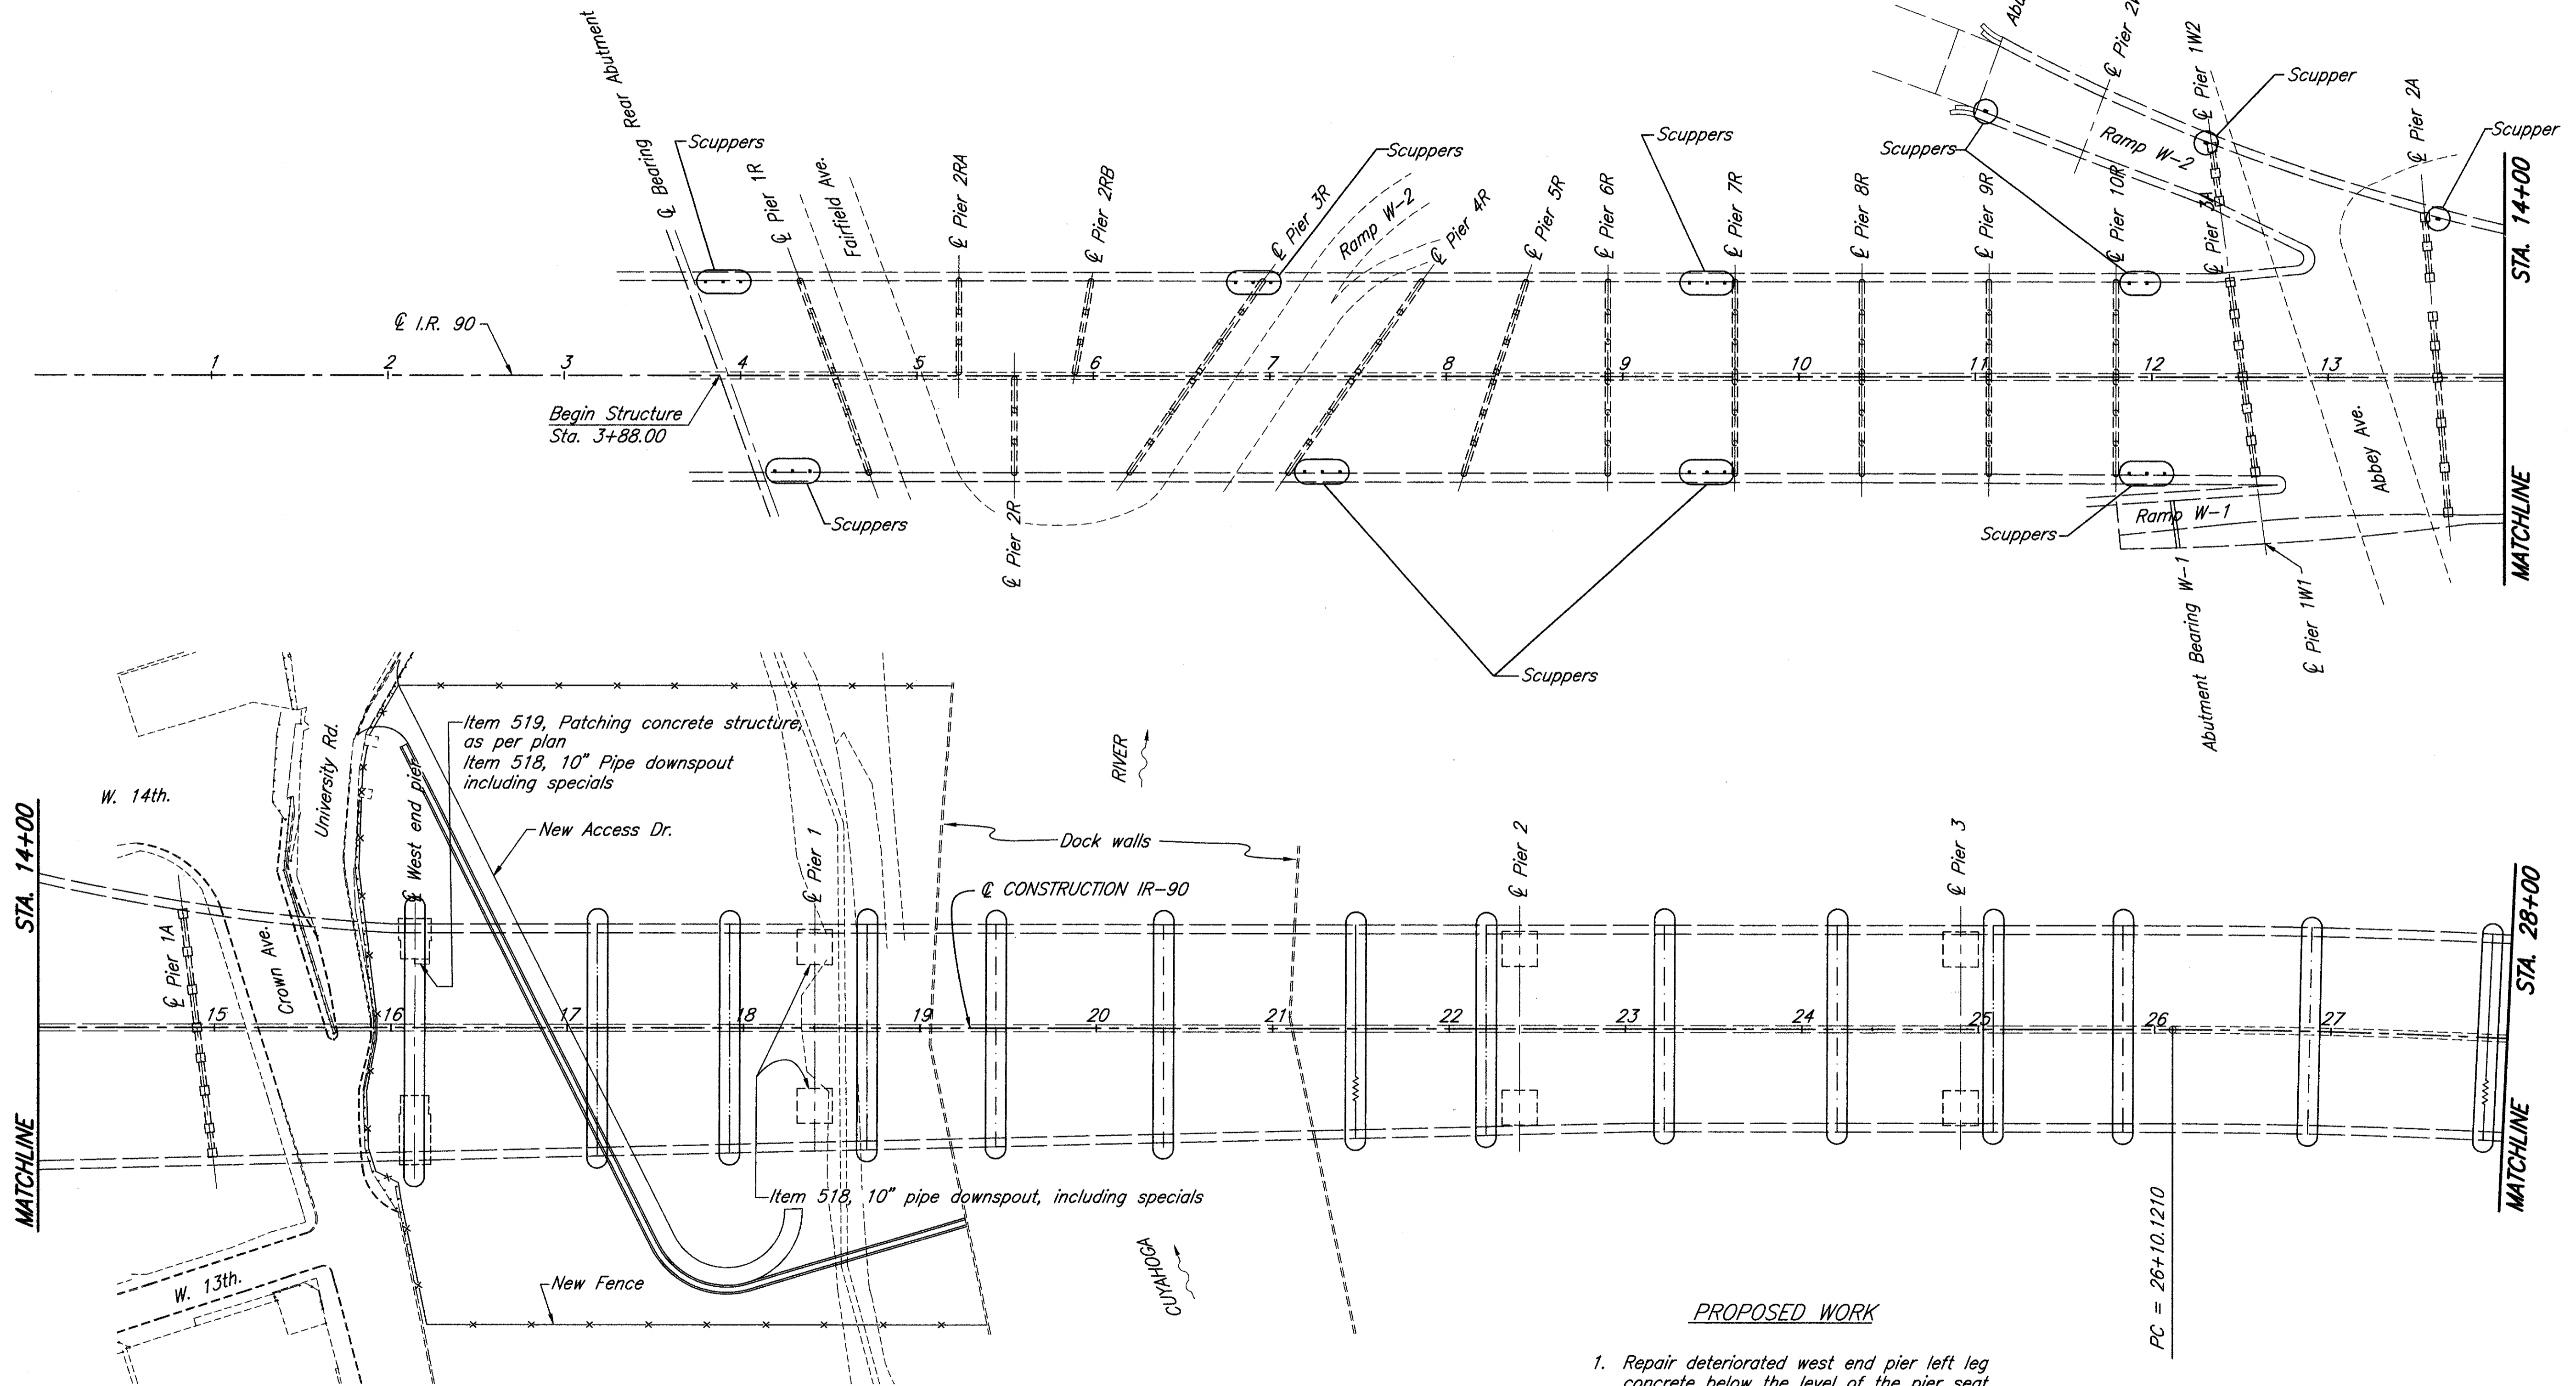 ℄ Bearing Rear Abutment
Scuppers
℄ Pier 1R
Fairfield Ave.
℄ Pier 2RA
℄ Pier 2RB
℄ Pier 3R
Scuppers
Ramp W-2
℄ Pier 4R
℄ Pier 5R
℄ Pier 6R
Scuppers
℄ Pier 7R
℄ Pier 8R
℄ Pier 9R
Scuppers
℄ Pier 10R
℄ Pier 3A
Ramp W-2
℄ Pier 1W2
Scupper
℄ Pier 2A
Scupper
STA. 14+00
MATCHLINE
℄ I.R. 90
1
2
3
4
5
6
7
8
9
10
11
12
13
Begin Structure
Sta. 3+88.00
Scuppers
℄ Pier 2R
Scuppers
Scuppers
Ramp W-1
Abbey Ave.
Abutment Bearing W-1
℄ Pier 1W1
STA. 14+00
MATCHLINE
W. 14th.
University Rd.
℄ Pier 1A
Crown Ave.
℄ West end pier
Item 519, Patching concrete structure,
as per plan
Item 518, 10" Pipe downspout
including specials
New Access Dr.
℄ Pier 1
RIVER
Dock walls
℄ CONSTRUCTION IR-90
℄ Pier 2
℄ Pier 3
STA. 28+00
MATCHLINE
15
16
17
18
19
20
21
22
23
24
25
26
27
Item 518, 10" pipe downspout, including specials
W. 13th.
New Fence
CUYAHOGA
PC = 26+10.1210
PROPOSED WORK
1. Repair deteriorated west end pier left leg
concrete below the level of the pier seat